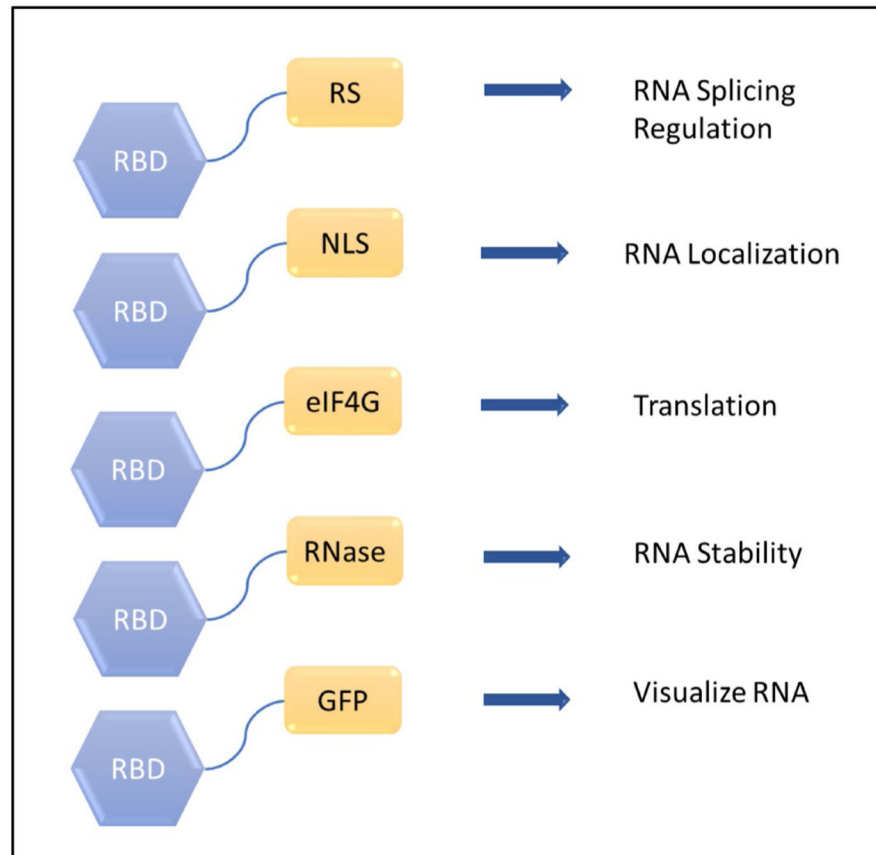 RS
RNA Splicing
Regulation
RBD
NLS
RNA Localization
RBD
eIF4G
Translation
RBD
RNase
RNA Stability
RBD
GFP
Visualize RNA
RBD